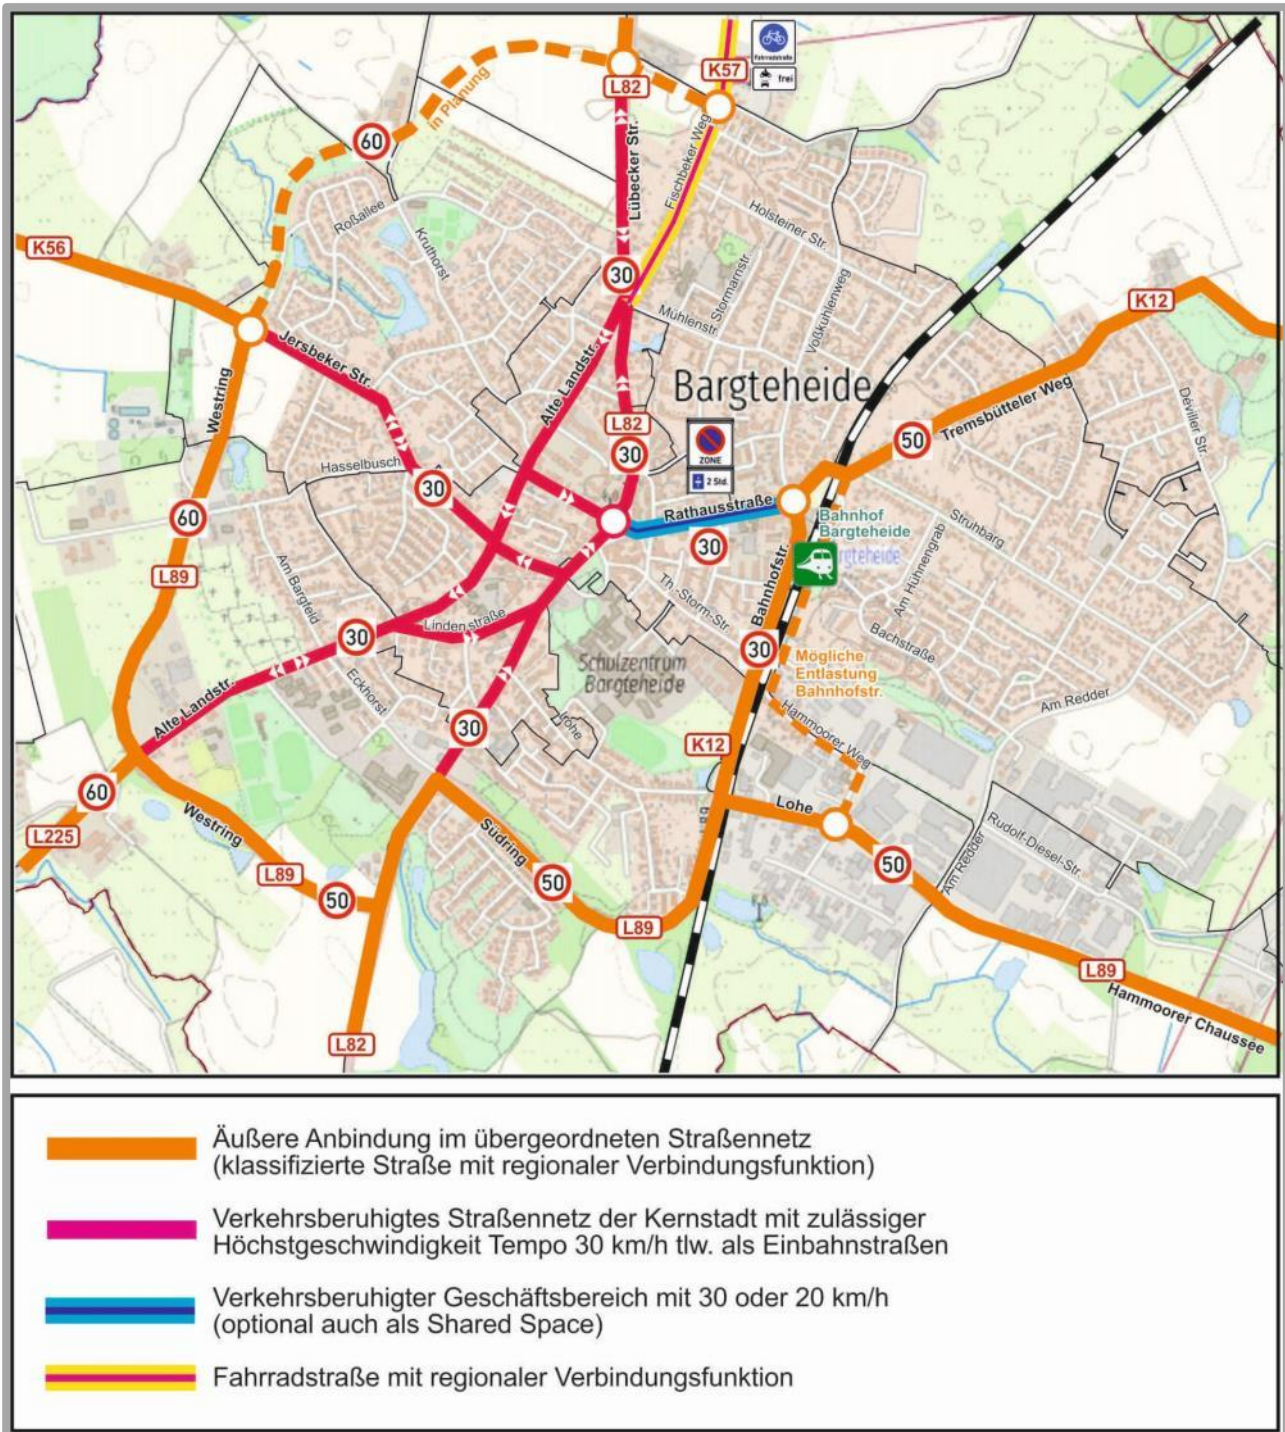 K57
Fahrradstraße
frei
L82
in Planung
60
Fischbeker Weg
Lübecker Str.
Roßallee
Kruthorst
Holsteiner Str.
K56
30
Stormarnstr.
Mühlenstr.
Voßkuhlenweg
K12
Jersbeker Str.
Alte Landstr.
Bargteheide
Westring
Tremsbütteler Weg
Déviller Str.
L82
50
30
ZONE
2 Std.
Hasselbusch
30
60
Rathausstraße
30
Bahnhof
Bargteheide
rgteheide
Struhbarg
Am Hühnengrab
L89
Am Bargfeld
Th.-Storm-Str.
Bahnhofstr.
Lindenstraße
30
Bachstraße
30
Schulzentrum
Bargteheide
Mögliche
Entlastung
Bahnhofstr.
Alte Landstr.
Eckhorst
30
Am Redder
Hammoorer Weg
K12
60
L225
Westring
Lohe
Südring
Rudolf-Diesel-Str.
Am Redder
L89
50
50
50
L89
L89
Hammoorer Chaussee
L82
Äußere Anbindung im übergeordneten Straßennetz
(klassifizierte Straße mit regionaler Verbindungsfunktion)
Verkehrsberuhigtes Straßennetz der Kernstadt mit zulässiger
Höchstgeschwindigkeit Tempo 30 km/h tlw. als Einbahnstraßen
Verkehrsberuhigter Geschäftsbereich mit 30 oder 20 km/h
(optional auch als Shared Space)
Fahrradstraße mit regionaler Verbindungsfunktion